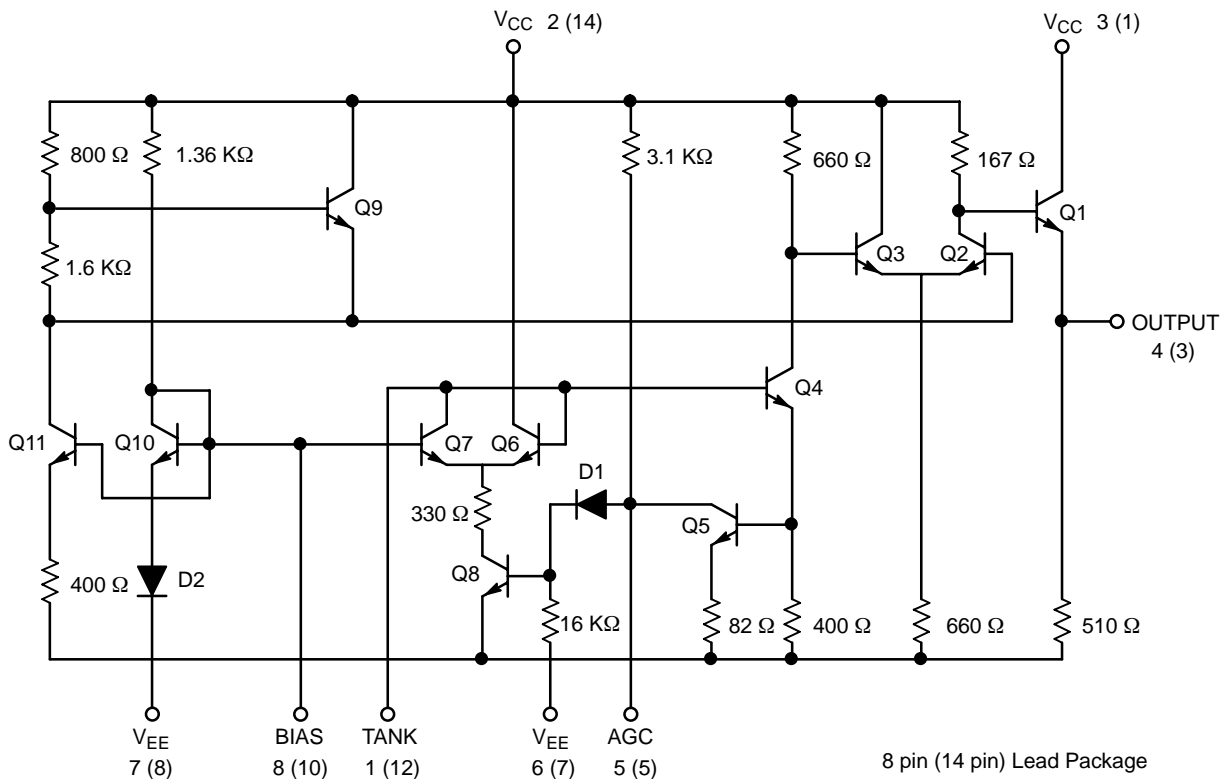 VCC 2 (14)
VCC 3 (1)
800 Ω
1.36 KΩ
3.1 KΩ
660 Ω
167 Ω
Q9
Q1
1.6 KΩ
Q3
Q2
OUTPUT
4 (3)
Q4
Q11
Q10
Q7
Q6
D1
330 Ω
Q5
Q8
400 Ω
D2
16 KΩ
82 Ω
400 Ω
660 Ω
510 Ω
VEE
7 (8)
BIAS
8 (10)
TANK
1 (12)
VEE
6 (7)
AGC
5 (5)
8 pin (14 pin) Lead Package